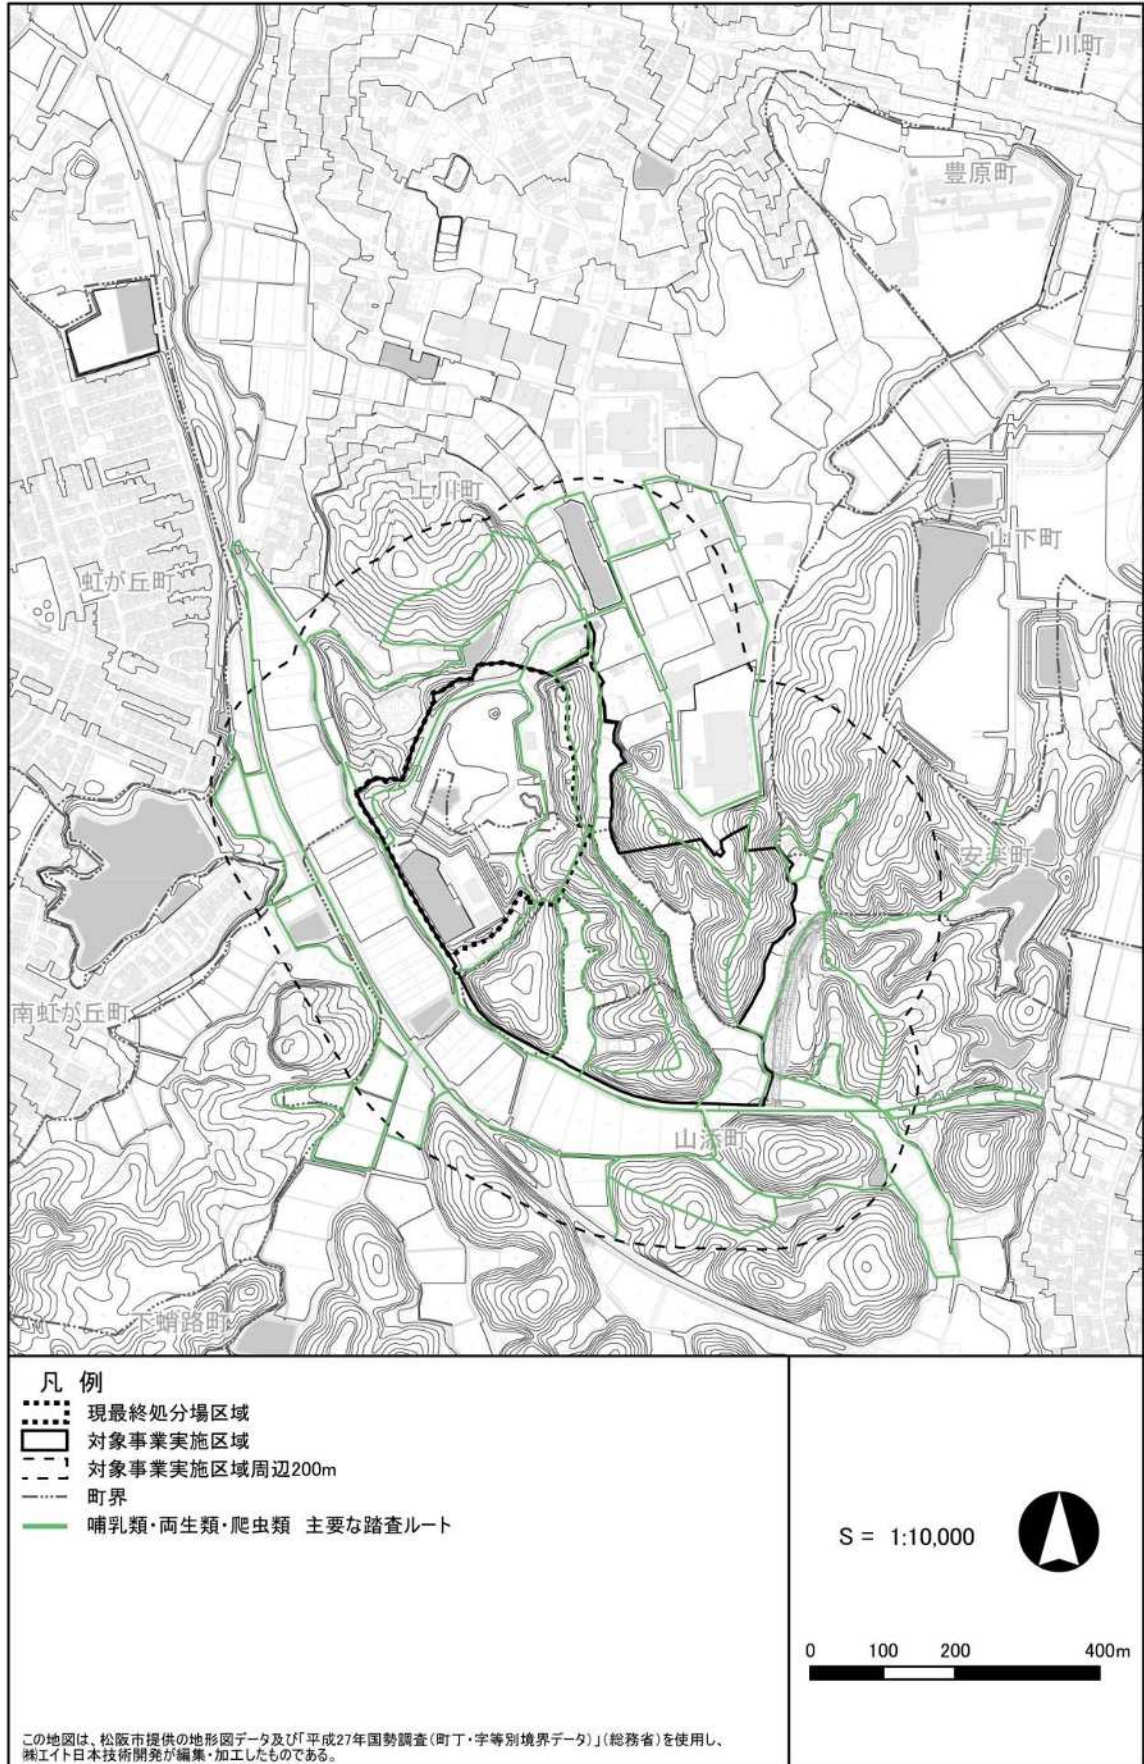 上川町
豊原町
上川町
山下町
虹が丘町
安楽町
南虹が丘町
山添町
下蛸路町
凡 例
現最終処分場区域
対象事業実施区域
対象事業実施区域周辺200m
町界
哺乳類・両生類・爬虫類 主要な踏査ルート
S = 1:10,000
0 100 200 400m
この地図は、松阪市提供の地形図データ及び「平成27年国勢調査(町丁・字等別境界データ)」(総務省)を使用し、
㈱エイト日本技術開発が編集・加工したものである。